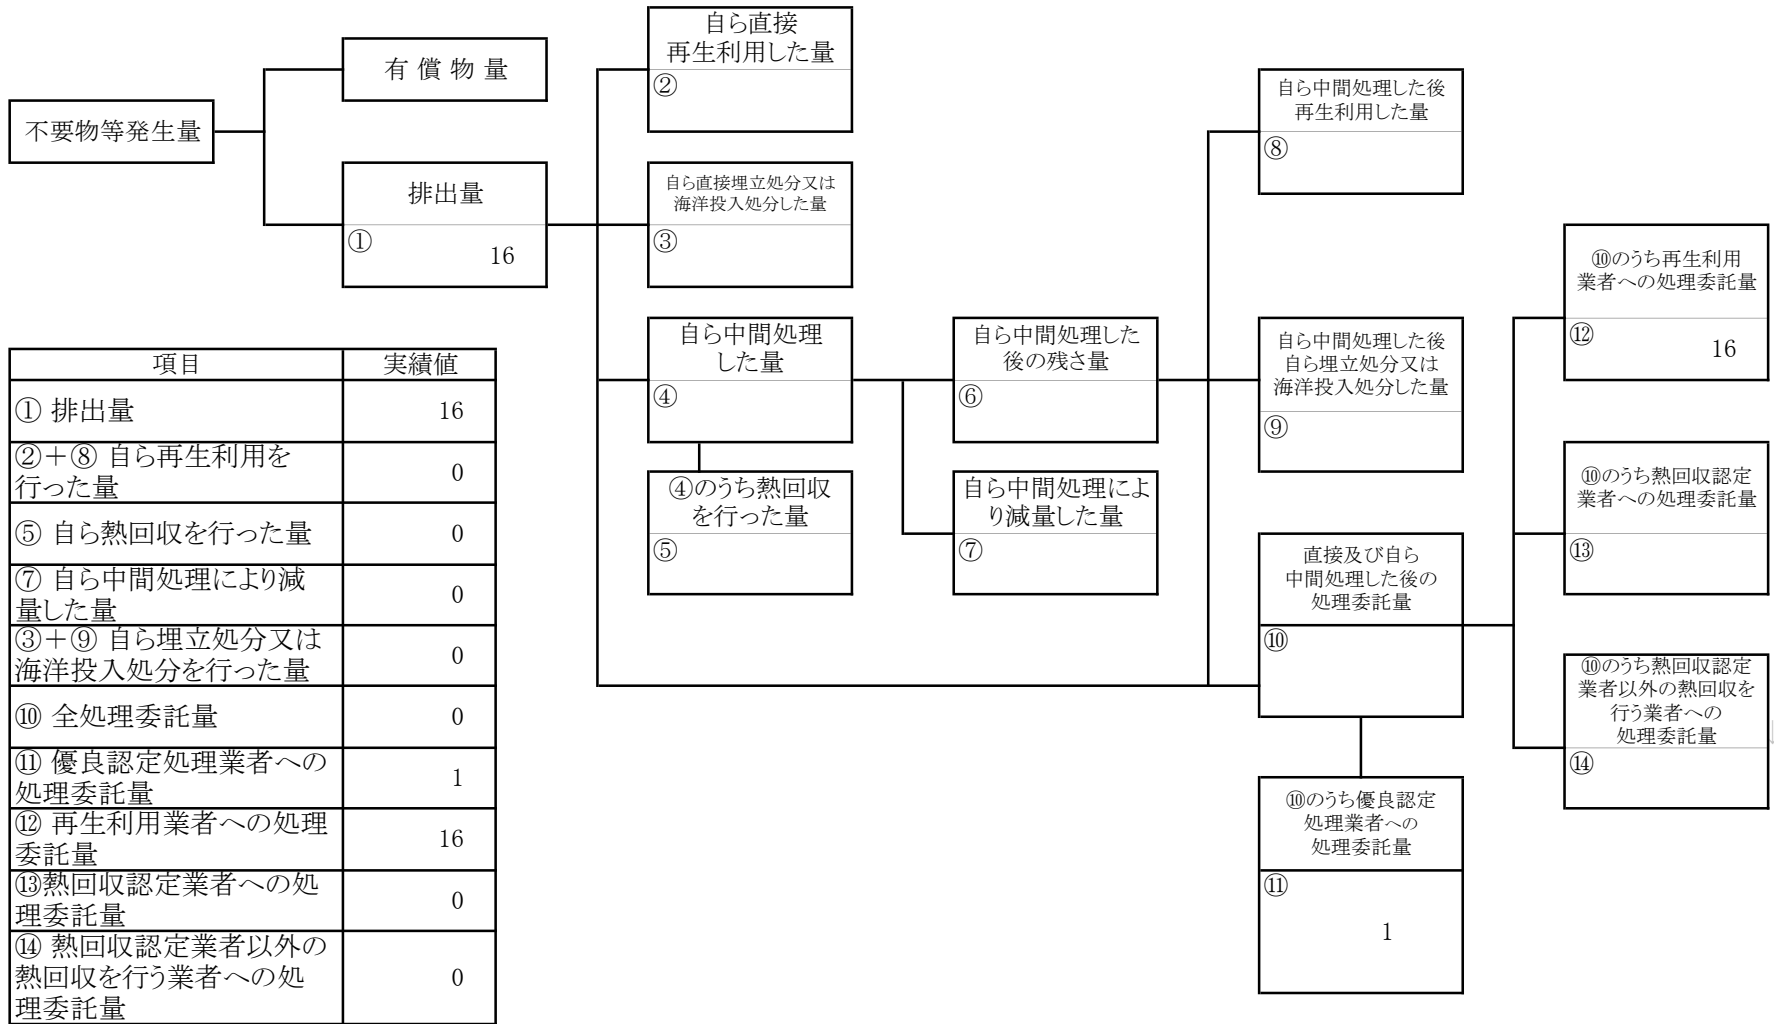 自ら直接
再生利用した量
②
有 償 物 量
自ら中間処理した後
再生利用した量
⑧
不要物等発生量
排出量
①
16
自ら直接埋立処分又は
海洋投入処分した量
③
⑩のうち再生利用
業者への処理委託量
⑫
16
自ら中間処理
した量
④
自ら中間処理した
後の残さ量
⑥
自ら中間処理した後
自ら埋立処分又は
海洋投入処分した量
⑨
④のうち熱回収
を行った量
⑤
自ら中間処理によ
り減量した量
⑦
⑩のうち熱回収認定
業者への処理委託量
⑬
直接及び自ら
中間処理した後の
処理委託量
⑩
⑩のうち熱回収認定
業者以外の熱回収を
行う業者への
処理委託量
⑭
⑩のうち優良認定
処理業者への
処理委託量
⑪
1
項目 実績値
① 排出量 16
②＋⑧ 自ら再生利用を
行った量 0
⑤ 自ら熱回収を行った量 0
⑦ 自ら中間処理により減
量した量 0
③＋⑨ 自ら埋立処分又は
海洋投入処分を行った量 0
⑩ 全処理委託量 0
⑪ 優良認定処理業者への
処理委託量 1
⑫ 再生利用業者への処理
委託量 16
⑬熱回収認定業者への処
理委託量 0
⑭ 熱回収認定業者以外の
熱回収を行う業者への処
理委託量 0